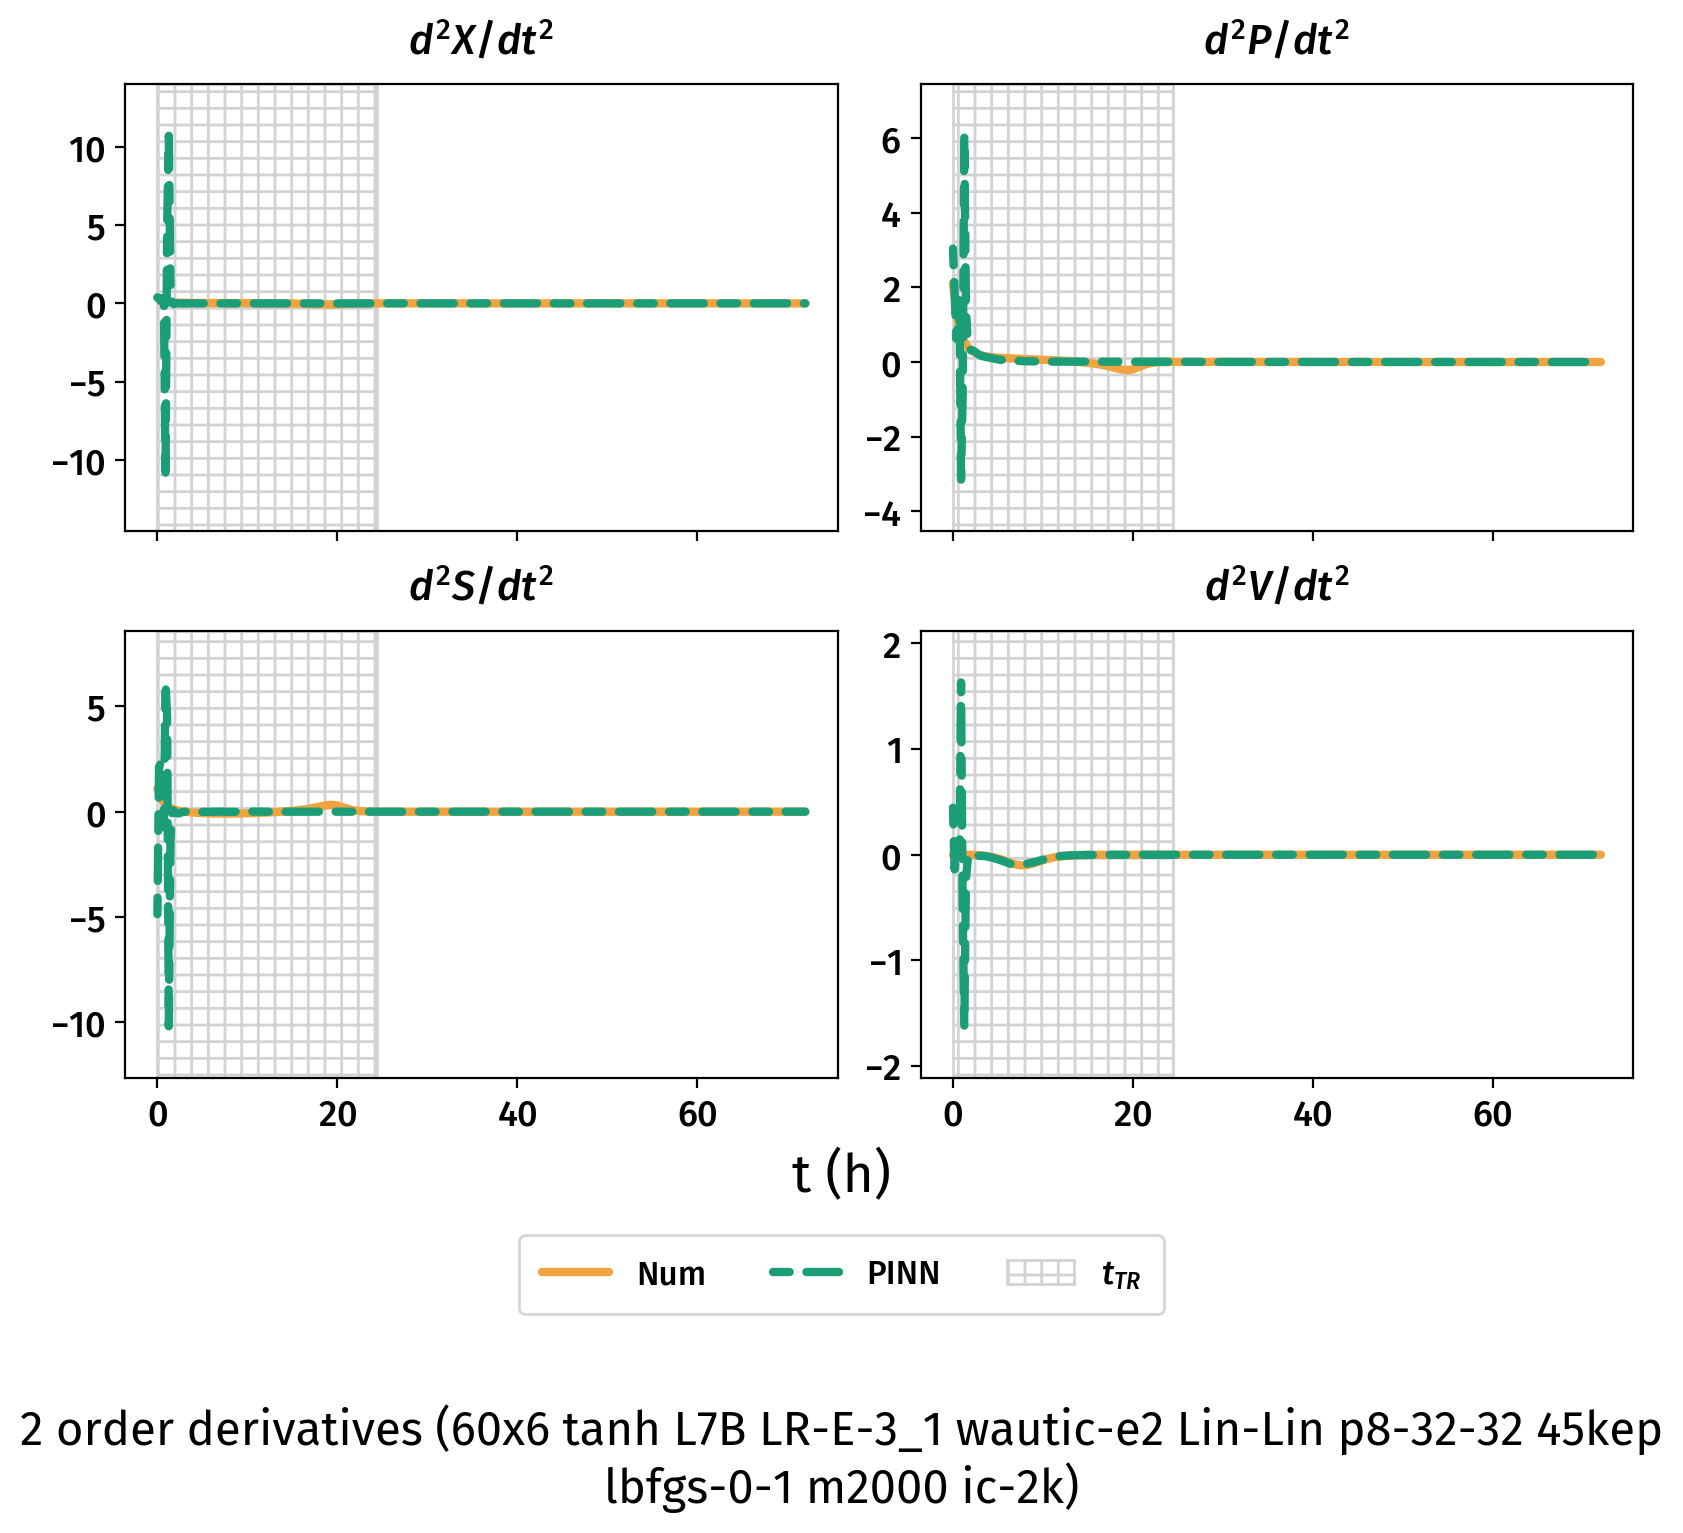 d²X/dt²
d²P/dt²
10
5
0
−5
−10
6
4
2
0
−2
−4
d²S/dt²
d²V/dt²
5
0
−5
−10
2
1
0
−1
−2
0 20 40 60
0 20 40 60
t (h)
Num PINN t_TR
2 order derivatives (60x6 tanh L7B LR-E-3_1 wautic-e2 Lin-Lin p8-32-32 45kep
lbfgs-0-1 m2000 ic-2k)